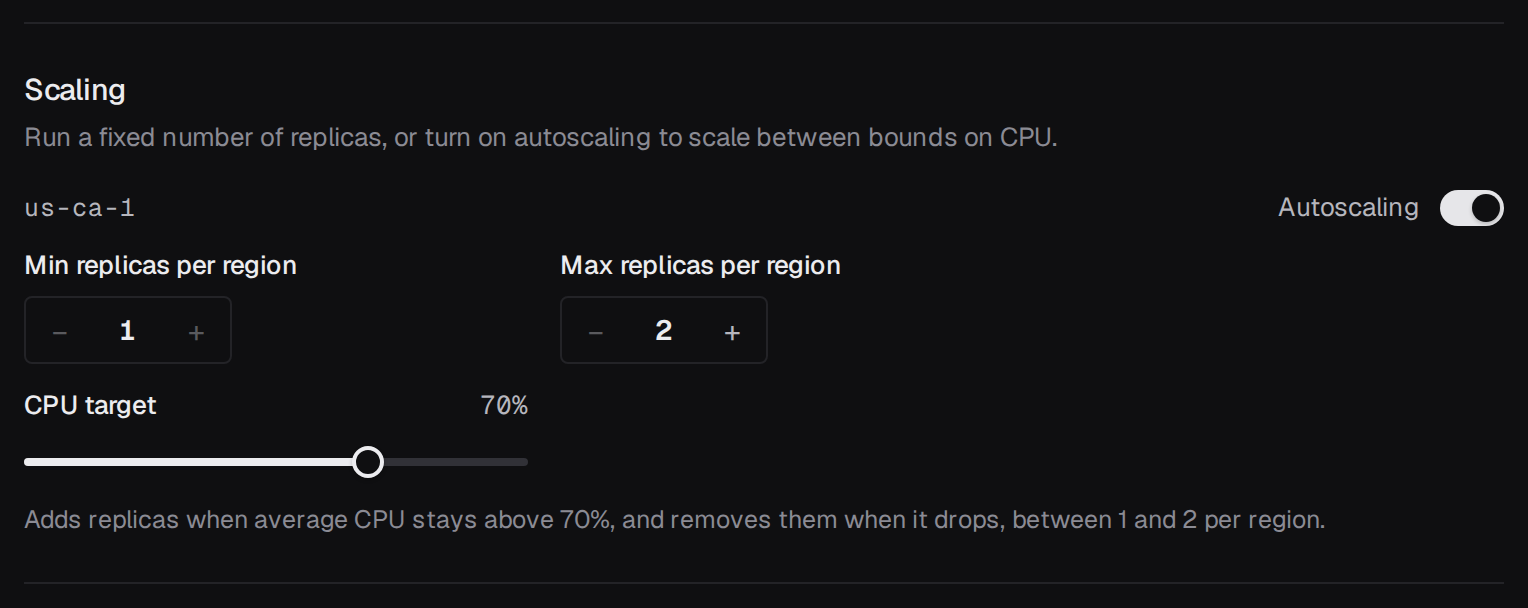 Scaling
Run a fixed number of replicas, or turn on autoscaling to scale between bounds on CPU.
us-ca-1 Autoscaling
Min replicas per region Max replicas per region
− 1 + − 2 +
CPU target 70%
Adds replicas when average CPU stays above 70%, and removes them when it drops, between 1 and 2 per region.